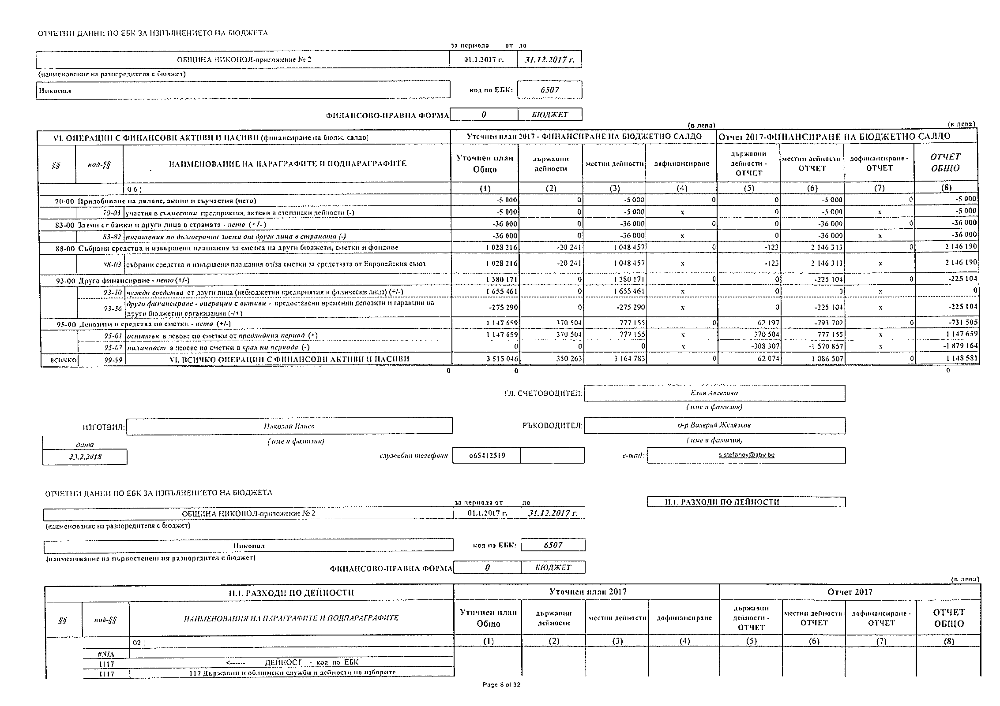 ОТЧЕТНИ ДАННИ ПО ЕБК ЗА ИЗПЪЛНЕНИЕТО НА БЮДЖЕТА
за периода от до
ОБЩИНА НИКОПОЛ-приложение № 2 01.1.2017 г. 31.12.2017 г.
(наименование на разпоредителя с бюджет)
Никопол код по ЕБК: 6507
ФИНАНСОВО-ПРАВНА ФОРМА 0 БЮДЖЕТ
(в лева) (в лева)
VI. ОПЕРАЦИИ С ФИНАНСОВИ АКТИВИ И ПАСИВИ (финансиране на бюдж. салдо) Уточнен план 2017 - ФИНАНСИРАНЕ НА БЮДЖЕТНО САЛДО Отчет 2017-ФИНАНСИРАНЕ НА БЮДЖЕТНО САЛДО
§§ под-§§ НАИМЕНОВАНИЕ НА ПАРАГРАФИТЕ И ПОДПАРАГРАФИТЕ Уточнен план Общо държавни дейности местни дейности дофинансиране държавни дейности - ОТЧЕТ местни дейности ОТЧЕТ дофинансиране - ОТЧЕТ ОТЧЕТ ОБЩО
0 6 ¦ (1) (2) (3) (4) (5) (6) (7) (8)
70-00 Придобиване на дялове, акции и съучастия (нето) -5 000 0 -5 000 0 0 -5 000 0 -5 000
70-03 участия в съвместни предприятия, активи и стопански дейности (-) -5 000 0 -5 000 x 0 -5 000 x -5 000
83-00 Заеми от банки и други лица в страната - нето (+/-) -36 000 0 -36 000 0 0 -36 000 0 -36 000
83-82 погашения по дългосрочни заеми от други лица в страната (-) -36 000 0 -36 000 x 0 -36 000 x -36 000
88-00 Събрани средства и извършени плащания за сметка на други бюджети, сметки и фондове 1 028 216 -20 241 1 048 457 0 -123 2 146 313 0 2 146 190
88-03 събрани средства и извършени плащания от/за сметки за средствата от Европейския съюз 1 028 216 -20 241 1 048 457 x -123 2 146 313 x 2 146 190
93-00 Друго финансиране - нето (+/-) 1 380 171 0 1 380 171 0 0 -225 104 0 -225 104
93-10 чужди средства от други лица (небюджетни предприятия и физически лица) (+/-) 1 655 461 0 1 655 461 x 0 0 x 0
93-36 друго финансиране - операции с активи - предоставени временни депозити и гаранции на други бюджетни организации (-/+) -275 290 0 -275 290 x 0 -225 104 x -225 104
95-00 Депозити и средства по сметки - нето (+/-) 1 147 659 370 504 777 155 0 62 197 -793 702 0 -731 505
95-01 остатък в левове по сметки от предходния период (+) 1 147 659 370 504 777 155 x 370 504 777 155 x 1 147 659
95-07 наличност в левове по сметки в края на периода (-) 0 0 0 x -308 307 -1 570 857 x -1 879 164
ВСИЧКО 99-99 VI. ВСИЧКО ОПЕРАЦИИ С ФИНАНСОВИ АКТИВИ И ПАСИВИ 3 515 046 350 263 3 164 783 0 62 074 1 086 507 0 1 148 581
0 0 0
ГЛ. СЧЕТОВОДИТЕЛ: Елия Ангелова
(име и фамилия)
ИЗГОТВИЛ: Николай Илиев РЪКОВОДИТЕЛ: д-р Валерий Желязков
(име и фамилия) (име и фамилия)
дата
23.2.2018 службени телефони 065412519 e-mail: s.stefanov@abv.bg
ОТЧЕТНИ ДАННИ ПО ЕБК ЗА ИЗПЪЛНЕНИЕТО НА БЮДЖЕТА
за периода от до II.1. РАЗХОДИ ПО ДЕЙНОСТИ
ОБЩИНА НИКОПОЛ-приложение № 2 01.1.2017 г. 31.12.2017 г.
(наименование на разпоредителя с бюджет)
Никопол код по ЕБК: 6507
(наименование на първостепенния разпоредител с бюджет)
ФИНАНСОВО-ПРАВНА ФОРМА 0 БЮДЖЕТ
(в лева)
II.1. РАЗХОДИ ПО ДЕЙНОСТИ Уточнен план 2017 Отчет 2017
§§ под-§§ НАИМЕНОВАНИЯ НА ПАРАГРАФИТЕ И ПОДПАРАГРАФИТЕ Уточнен план Общо държавни дейности местни дейности дофинансиране държавни дейности - ОТЧЕТ местни дейности ОТЧЕТ дофинансиране - ОТЧЕТ ОТЧЕТ ОБЩО
02 ¦ (1) (2) (3) (4) (5) (6) (7) (8)
#N/A
1117 <------ ДЕЙНОСТ - код по ЕБК
1117 117 Държавни и общински служби и дейности по изборите
Page 8 of 32